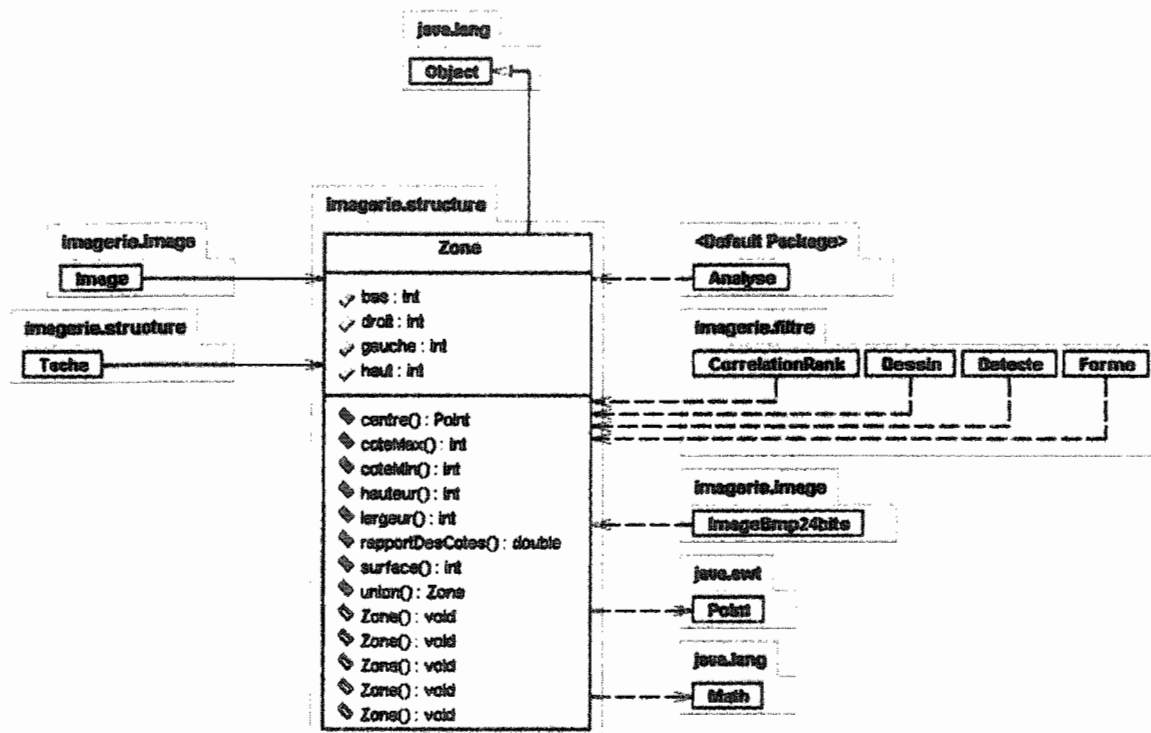 java.lang
Object
imagerie.structure
Zone
bas : int
droit : int
gauche : int
haut : int
centre() : Point
coteMax() : int
coteMin() : int
hauteur() : int
largeur() : int
rapportDesCotes() : double
surface() : int
union() : Zone
Zone() : void
Zone() : void
Zone() : void
Zone() : void
Zone() : void
imagerie.image
Image
imagerie.structure
Tache
<Default Package>
Analyse
imagerie.filtre
CorrelationRank Dessin Detecte Forme
imagerie.image
ImageBmp24bits
java.awt
Point
java.lang
Math